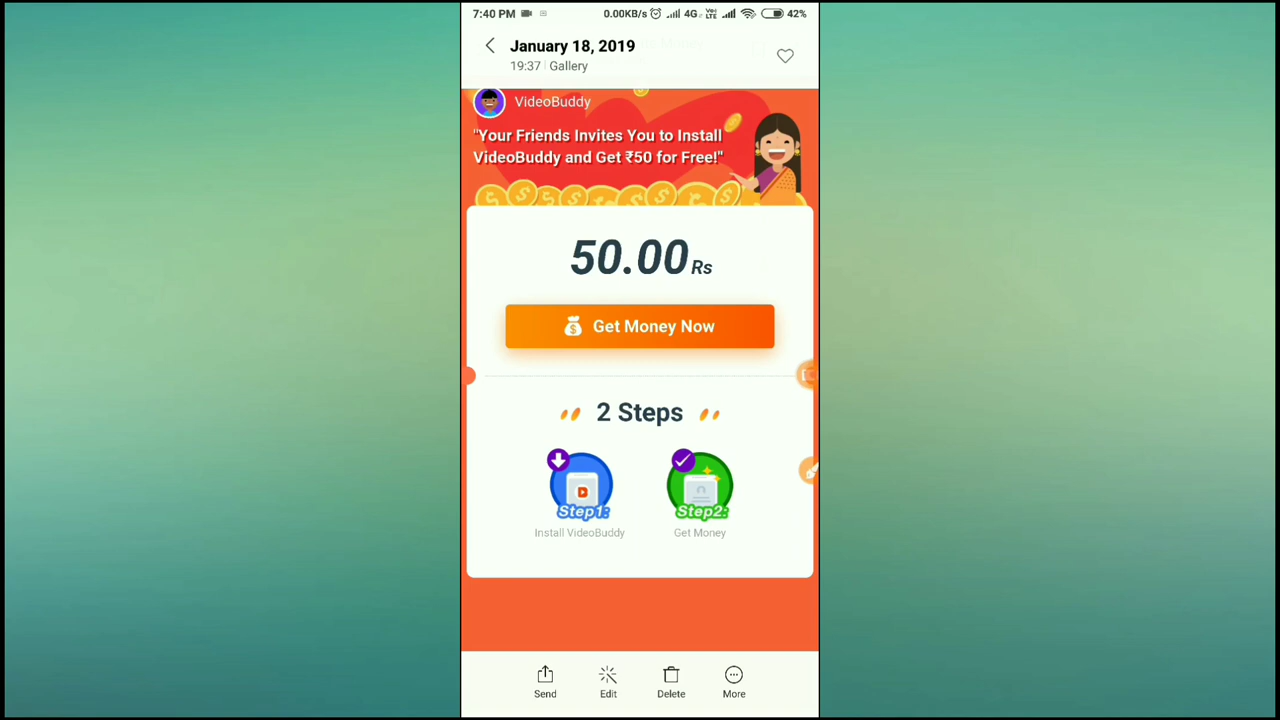 7:40 PM 0.00KB/s 4G Vo LTE 42%
January 18, 2019
19:37 | Gallery
VideoBuddy
"Your Friends Invites You to Install
VideoBuddy and Get ₹50 for Free!"
50.00 Rs
Get Money Now
2 Steps
Step1: Step2:
Install VideoBuddy Get Money
Send Edit Delete More